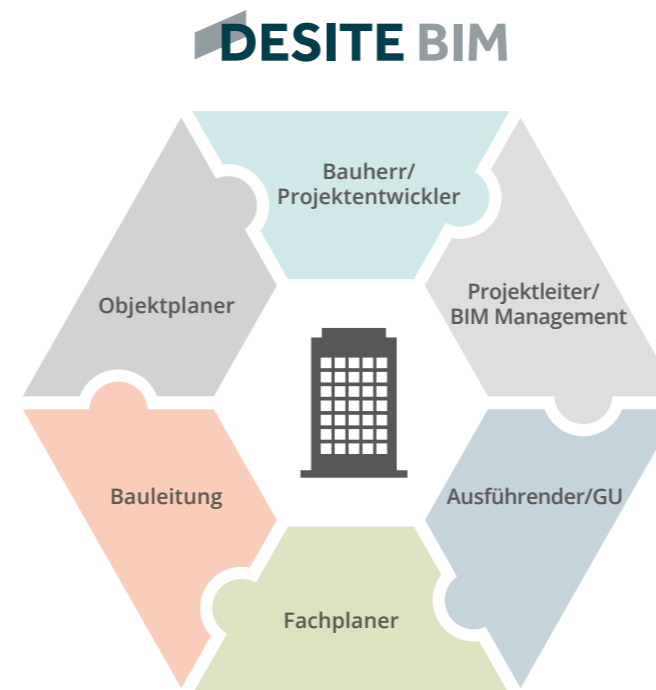 DESITE BIM
Bauherr/
Projektentwickler
Objektplaner
Projektleiter/
BIM Management
Bauleitung
Ausführender/GU
Fachplaner